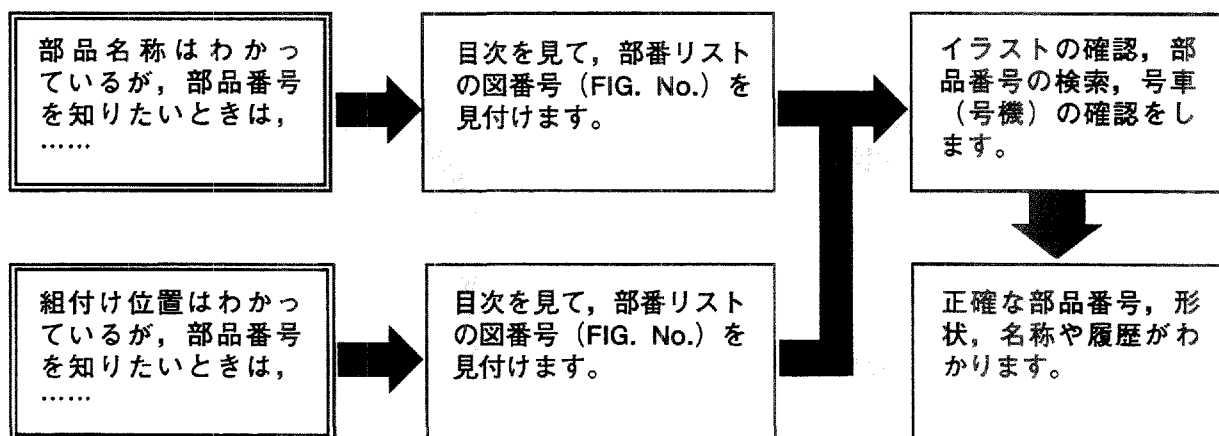 部品名称はわかっ
ているが，部品番号
を知りたいときは，
……
目次を見て，部番リスト
の図番号（FIG. No.）を
見付けます。
イラストの確認，部
品番号の検索，号車
（号機）の確認をし
ます。
組付け位置はわかっ
ているが，部品番号
を知りたいときは，
……
目次を見て，部番リスト
の図番号（FIG. No.）を
見付けます。
正確な部品番号，形
状，名称や履歴がわ
かります。